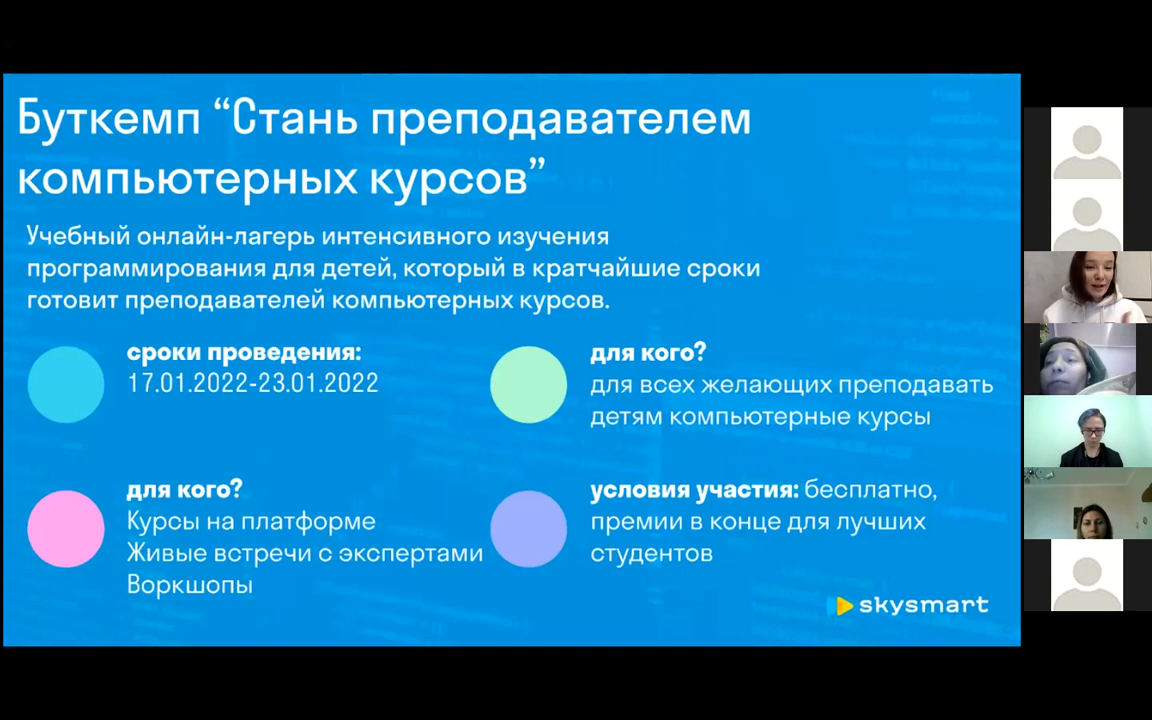 Буткемп “Стань преподавателем
компьютерных курсов”
Учебный онлайн-лагерь интенсивного изучения
программирования для детей, который в кратчайшие сроки
готовит преподавателей компьютерных курсов.
сроки проведения:
17.01.2022-23.01.2022
для кого?
для всех желающих преподавать
детям компьютерные курсы
для кого?
Курсы на платформе
Живые встречи с экспертами
Воркшопы
условия участия: бесплатно,
премии в конце для лучших
студентов
skysmart